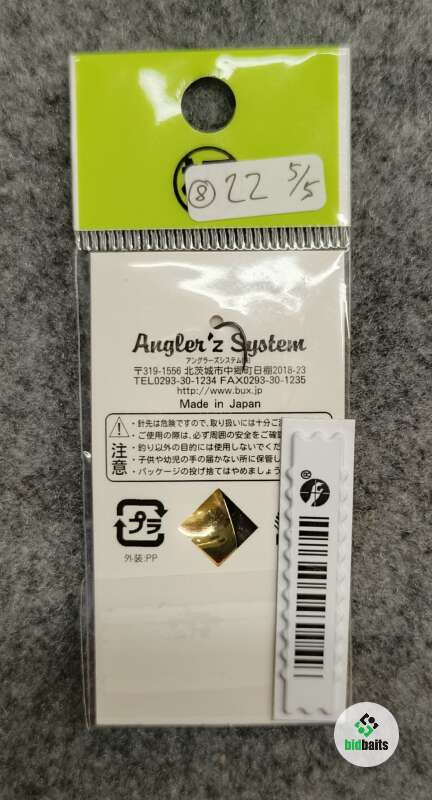 ⑧ 22 5/5
Angler'z System
アングラーズシステム㈲
〒319-1556 北茨城市中郷町日棚2018-23
TEL0293-30-1234 FAX0293-30-1235
http://www.bux.jp
Made in Japan
注意
・針先は危険ですので、取り扱いには十分ご
・ご使用の際は、必ず周囲の安全をご確認
・釣り以外の目的には使用しないでくだ
・子供や幼児の手の届かない所に保管し
・パッケージの投げ捨てはやめましょ
プラ
外装:PP
bidbaits